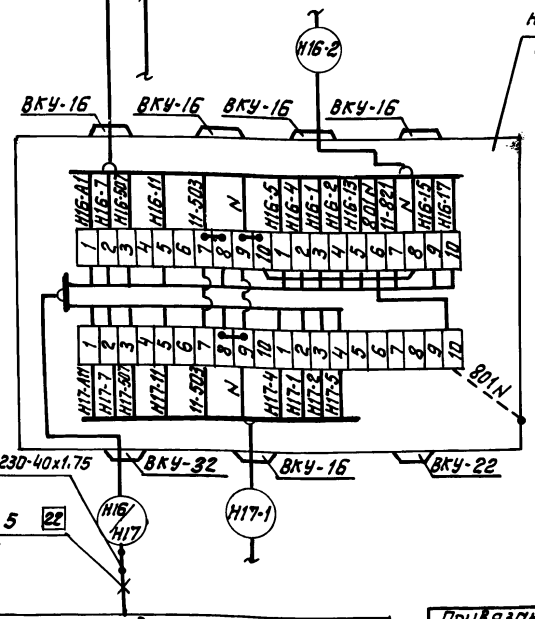 Н16-2
ВКУ-16 ВКУ-16 ВКУ-16 ВКУ-16
Н16-А1 Н16-7 Н16-507 Н16-11 11-503 N Н16-5 Н16-4 Н16-1 Н16-2 Н16-13 801N 11-821 N Н16-15 Н16-17
1 2 3 4 5 6 7 8 9 10 1 2 3 4 5 6 7 8 9 10
1 2 3 4 5 6 7 8 9 10 1 2 3 4 5 6 7 8 9 10
Н17-А1 Н17-7 Н17-507 Н17-11 11-503 N Н17-4 Н17-1 Н17-2 Н17-5
801N
230-40х1.75 ВКУ-32 ВКУ-16 ВКУ-22
Н16/
Н17
Н17-1
5 22